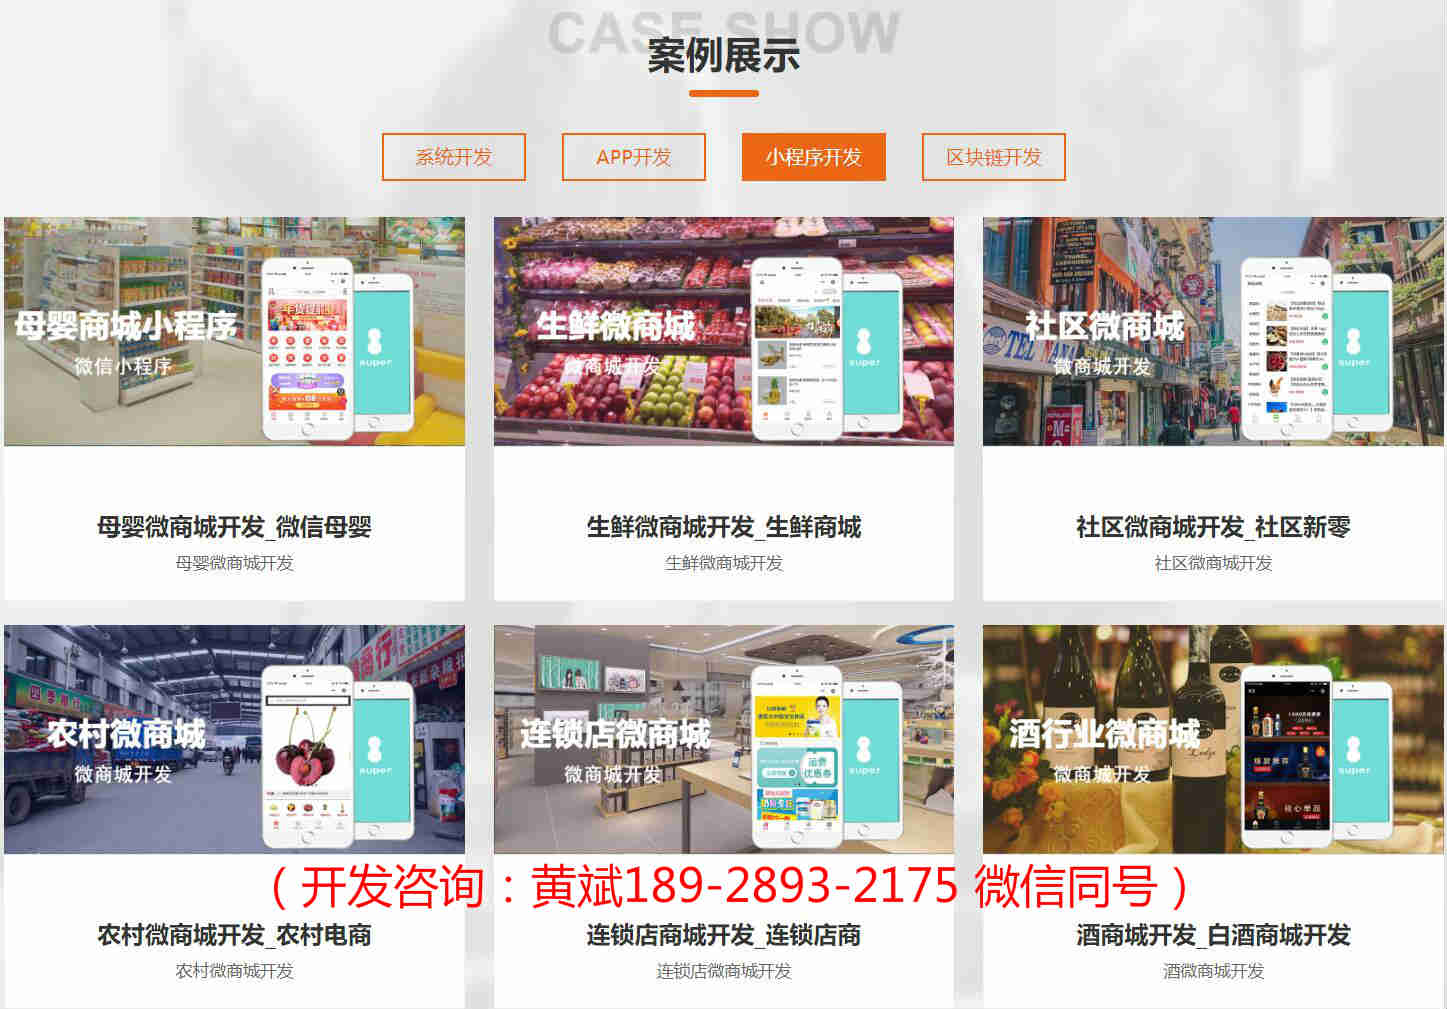 CASE SHOW
案例展示
系统开发
APP开发
小程序开发
区块链开发
母婴商城小程序
微信小程序
super
生鲜微商城
微商城开发
super
社区微商城
微商城开发
super
母婴微商城开发_微信母婴
母婴微商城开发
生鲜微商城开发_生鲜商城
生鲜微商城开发
社区微商城开发_社区新零
社区微商城开发
农村微商城
微商城开发
super
连锁店微商城
微商城开发
运费
优惠券
super
酒行业微商城
微商城开发
核心单品
super
（开发咨询：黄斌189-2893-2175 微信同号）
农村微商城开发_农村电商
农村微商城开发
连锁店商城开发_连锁店商
连锁店微商城开发
酒商城开发_白酒商城开发
酒微商城开发